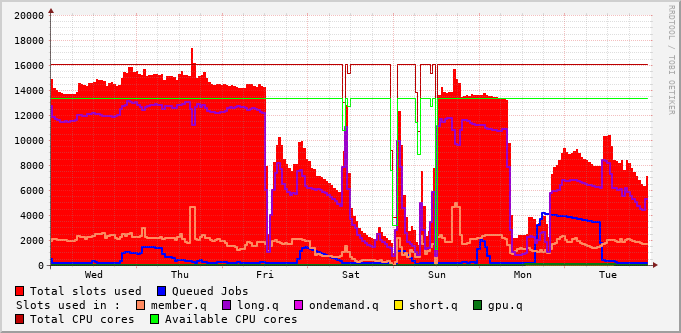 20000
18000
16000
14000
12000
10000
8000
6000
4000
2000
0
Wed Thu Fri Sat Sun Mon Tue
RRDTOOL / TOBI OETIKER
Total slots used Queued Jobs
Slots used in : member.q long.q ondemand.q short.q gpu.q
Total CPU cores Available CPU cores